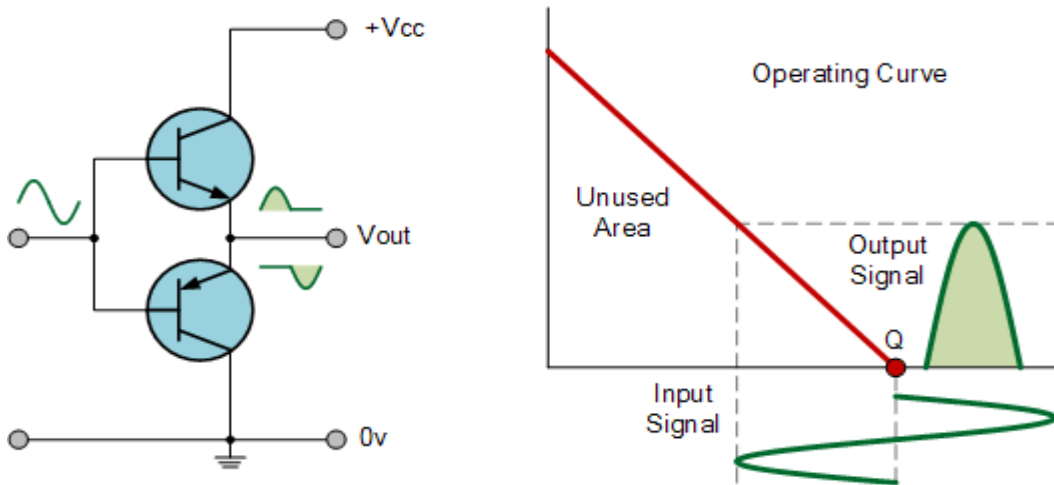 +Vcc
Vout
0v
Operating Curve
Unused
Area
Output
Signal
Q
Input
Signal